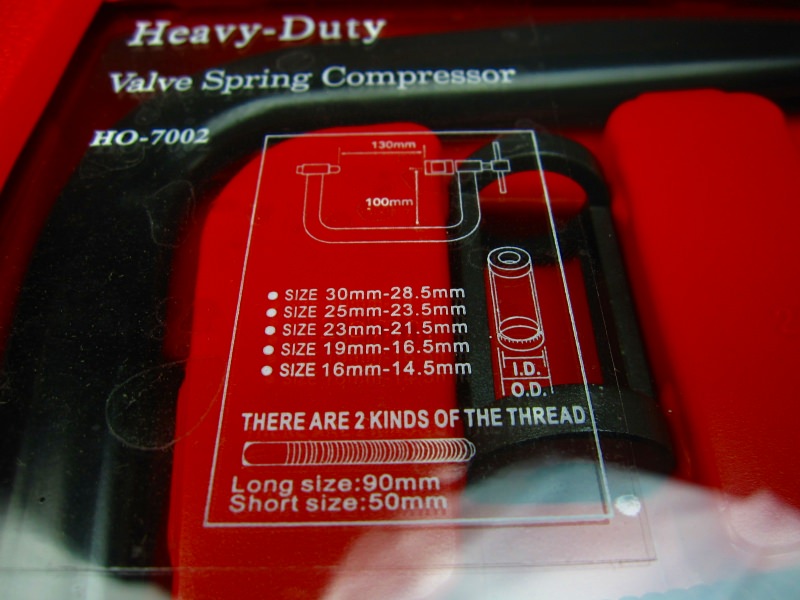 Heavy-Duty
Valve Spring Compressor
HO-7002
130mm
100mm
● SIZE 30mm-28.5mm
● SIZE 25mm-23.5mm
● SIZE 23mm-21.5mm
● SIZE 19mm-16.5mm
● SIZE 16mm-14.5mm
I.D.
O.D.
THERE ARE 2 KINDS OF THE THREAD
Long size:90mm
Short size:50mm